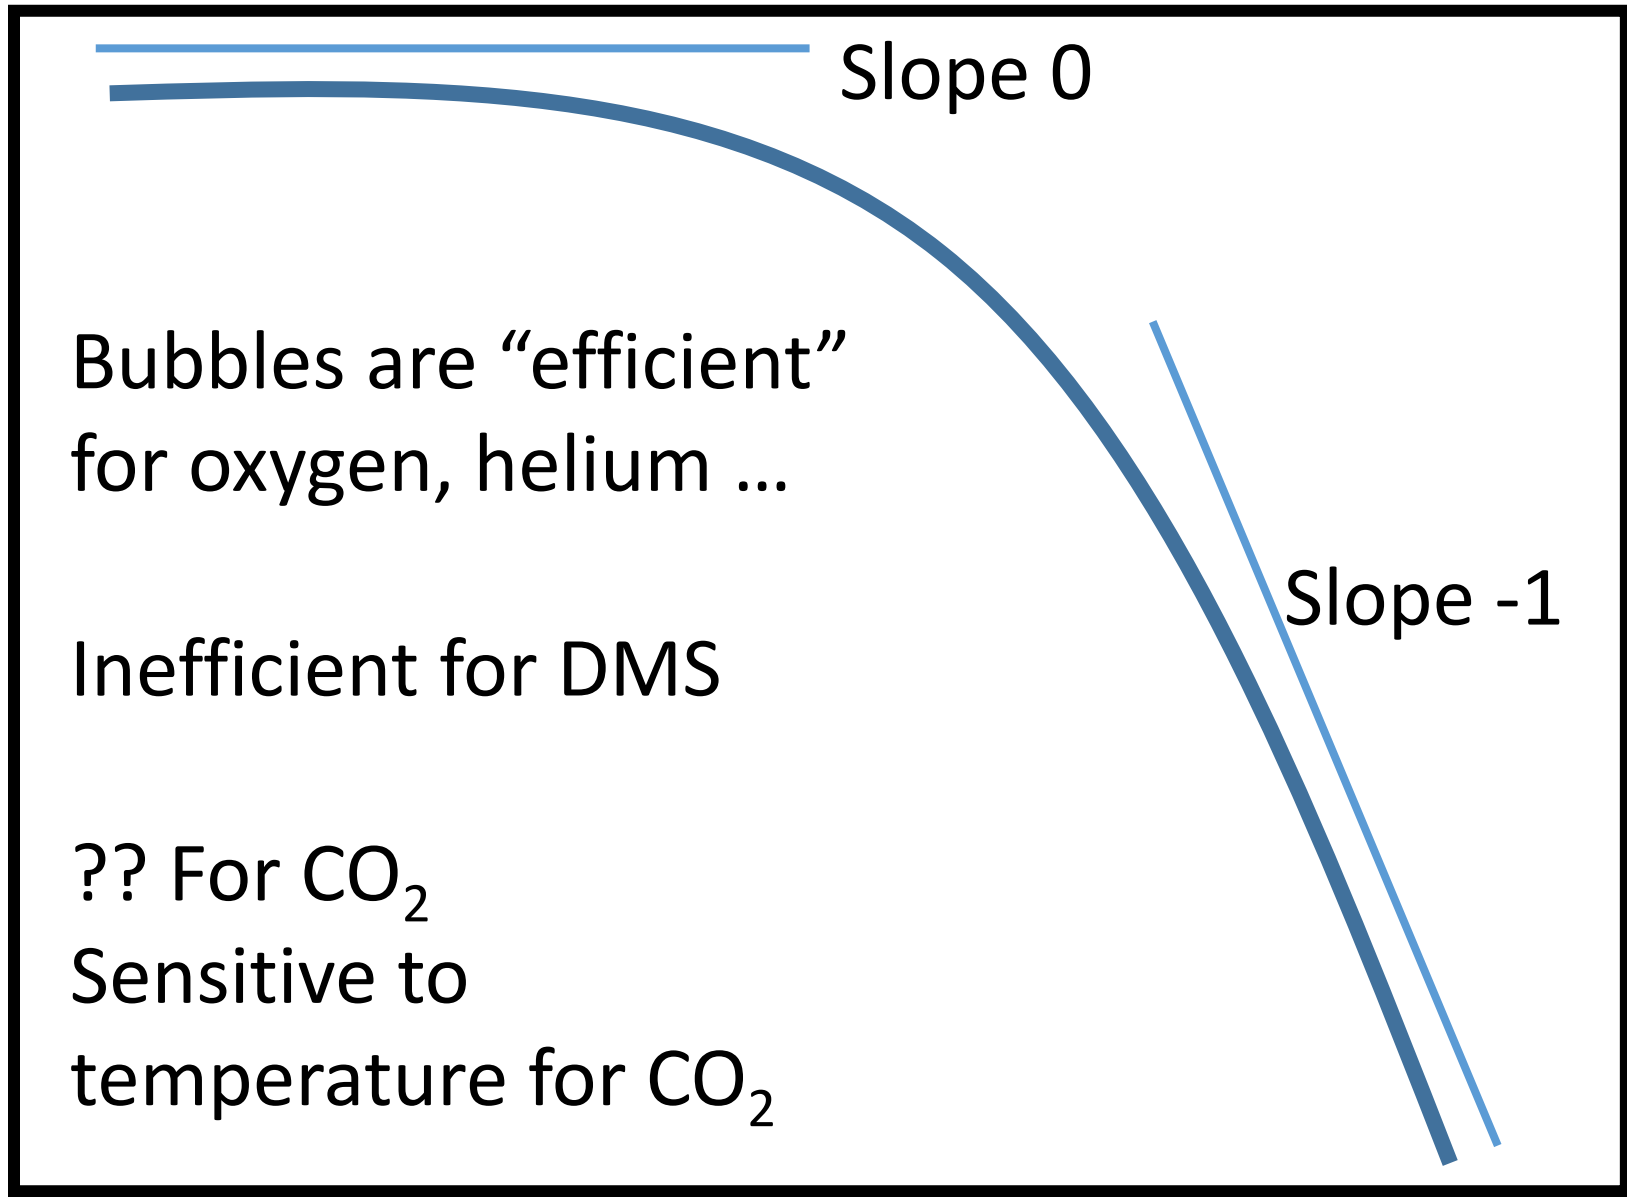 Slope 0
Bubbles are “efficient”
for oxygen, helium ...
Slope -1
Inefficient for DMS
?? For CO₂
Sensitive to
temperature for CO₂